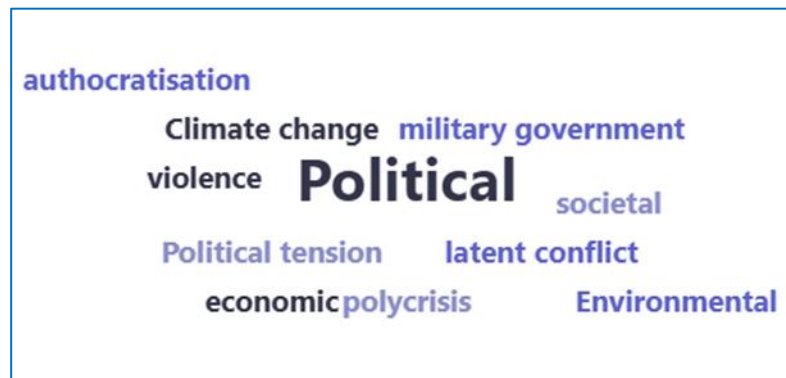 authocratisation
Climate change military government
violence Political
societal
Political tension latent conflict
economic polycrisis Environmental